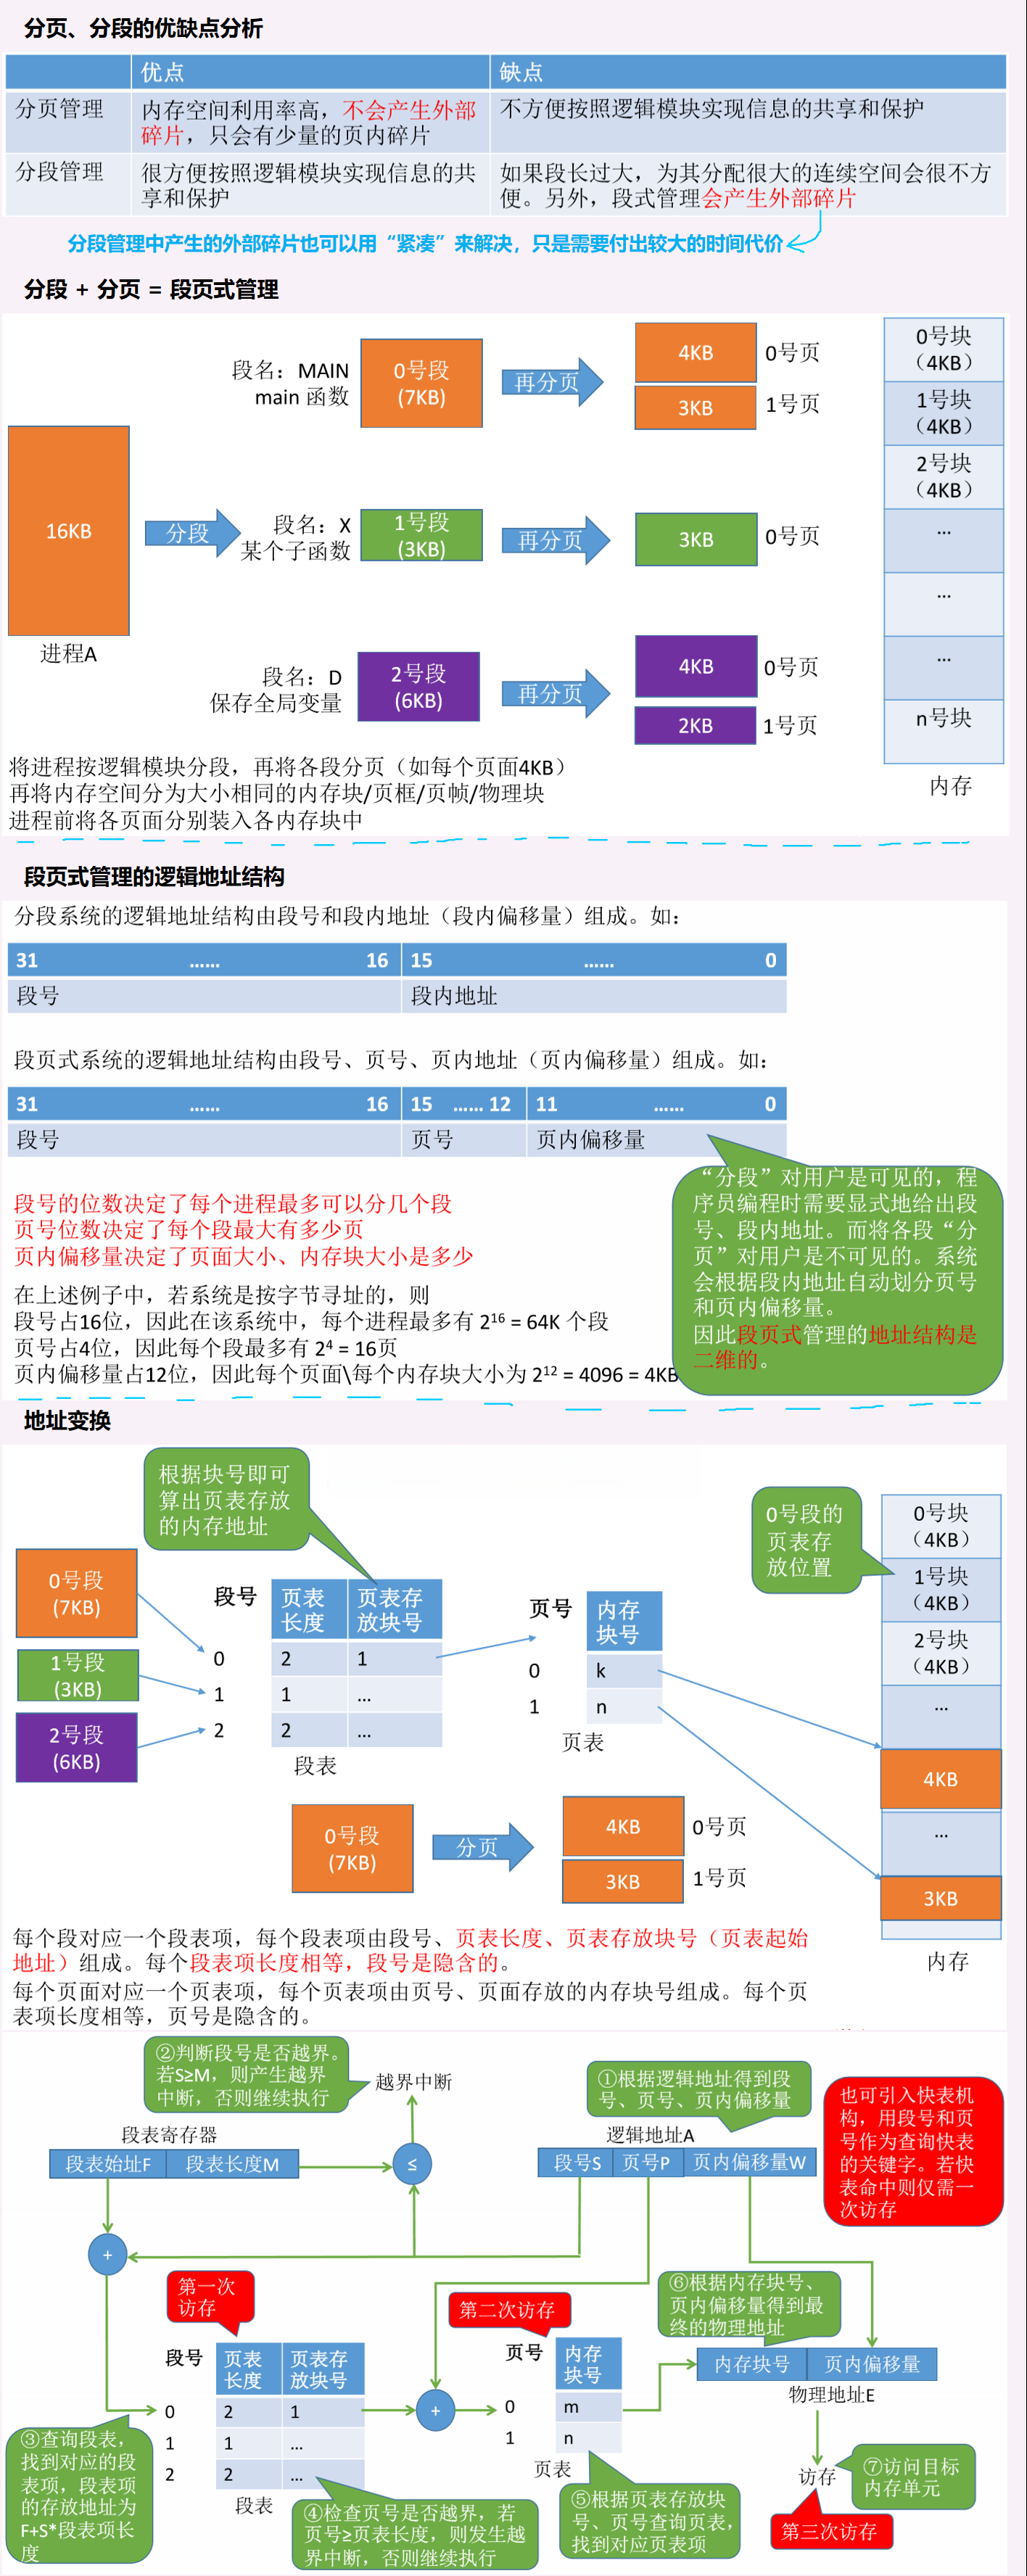 分页、分段的优缺点分析
优点
缺点
分页管理
内存空间利用率高，不会产生外部
碎片，只会有少量的页内碎片
不方便按照逻辑模块实现信息的共享和保护
分段管理
很方便按照逻辑模块实现信息的共
享和保护
如果段长过大，为其分配很大的连续空间会很不方
便。另外，段式管理会产生外部碎片
分段管理中产生的外部碎片也可以用“紧凑”来解决，只是需要付出较大的时间代价
分段 + 分页 = 段页式管理
16KB
进程A
分段
段名：MAIN
main 函数
0号段
(7KB)
再分页
4KB
0号页
3KB
1号页
段名：X
某个子函数
1号段
(3KB)
再分页
3KB
0号页
段名：D
保存全局变量
2号段
(6KB)
再分页
4KB
0号页
2KB
1号页
0号块
（4KB）
1号块
（4KB）
2号块
（4KB）
...
...
...
n号块
内存
将进程按逻辑模块分段，再将各段分页（如每个页面4KB）
再将内存空间分为大小相同的内存块/页框/页帧/物理块
进程前将各页面分别装入各内存块中
段页式管理的逻辑地址结构
分段系统的逻辑地址结构由段号和段内地址（段内偏移量）组成。如：
31 …… 16 15 …… 0
段号 段内地址
段页式系统的逻辑地址结构由段号、页号、页内地址（页内偏移量）组成。如：
31 …… 16 15 …… 12 11 …… 0
段号 页号 页内偏移量
段号的位数决定了每个进程最多可以分几个段
页号位数决定了每个段最大有多少页
页内偏移量决定了页面大小、内存块大小是多少
在上述例子中，若系统是按字节寻址的，则
段号占16位，因此在该系统中，每个进程最多有 2¹⁶ = 64K 个段
页号占4位，因此每个段最多有 2⁴ = 16页
页内偏移量占12位，因此每个页面\每个内存块大小为 2¹² = 4096 = 4KB
“分段”对用户是可见的，程
序员编程时需要显式地给出段
号、段内地址。而将各段“分
页”对用户是不可见的。系统
会根据段内地址自动划分页号
和页内偏移量。
因此段页式管理的地址结构是
二维的。
地址变换
根据块号即可
算出页表存放
的内存地址
0号段的
页表存
放位置
0号段
(7KB)
1号段
(3KB)
2号段
(6KB)
段号
页表
长度
页表存
放块号
0 2 1
1 1 ...
2 2 ...
段表
页号
内存
块号
0 k
1 n
页表
0号块
（4KB）
1号块
（4KB）
2号块
（4KB）
...
4KB
...
3KB
内存
0号段
(7KB)
分页
4KB
0号页
3KB
1号页
每个段对应一个段表项，每个段表项由段号、页表长度、页表存放块号（页表起始
地址）组成。每个段表项长度相等，段号是隐含的。
每个页面对应一个页表项，每个页表项由页号、页面存放的内存块号组成。每个页
表项长度相等，页号是隐含的。
②判断段号是否越界。
若S≥M，则产生越界
中断，否则继续执行
越界中断
①根据逻辑地址得到段
号、页号、页内偏移量
也可引入快表机
构，用段号和页
号作为查询快表
的关键字。若快
表命中则仅需一
次访存
段表寄存器
段表始址F 段表长度M
≤
逻辑地址A
段号S 页号P 页内偏移量W
+
第一次
访存
第二次访存
⑥根据内存块号、
页内偏移量得到最
终的物理地址
段号
页表
长度
页表存
放块号
0 2 1
1 1 ...
2 2 ...
段表
+
页号
内存
块号
0 m
1 n
页表
内存块号 页内偏移量
物理地址E
③查询段表，
找到对应的段
表项，段表项
的存放地址为
F+S*段表项长
度
④检查页号是否越界，若
页号≥页表长度，则发生越
界中断，否则继续执行
⑤根据页表存放块
号、页号查询页表，
找到对应页表项
访存
⑦访问目标
内存单元
第三次访存